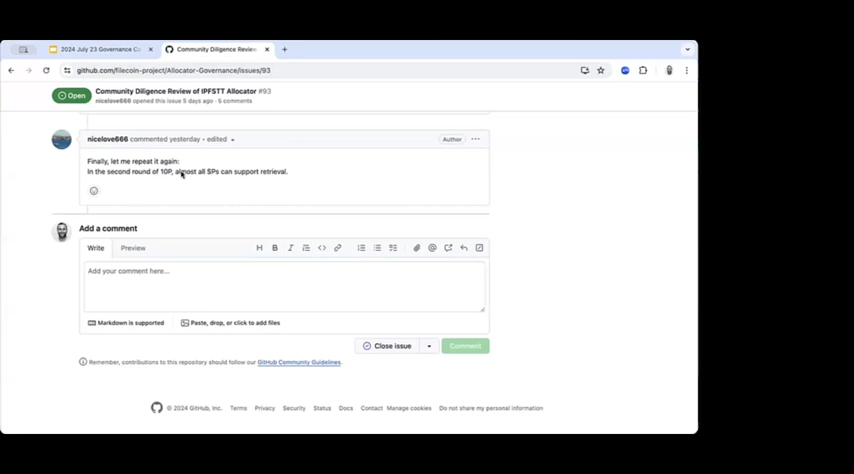 2024 July 23 Governance Ca
Community Diligence Review
github.com/filecoin-project/Allocator-Governance/issues/93
Open
Community Diligence Review of IPFSTT Allocator #93
nicelove666 opened this issue 5 days ago · 5 comments
nicelove666 commented yesterday • edited
Author
Finally, let me repeat it again:
In the second round of 10P, almost all SPs can support retrieval.
Add a comment
Write
Preview
Add your comment here...
Markdown is supported
Paste, drop, or click to add files
Close issue
Comment
Remember, contributions to this repository should follow our GitHub Community Guidelines.
© 2024 GitHub, Inc. Terms Privacy Security Status Docs Contact Manage cookies Do not share my personal information